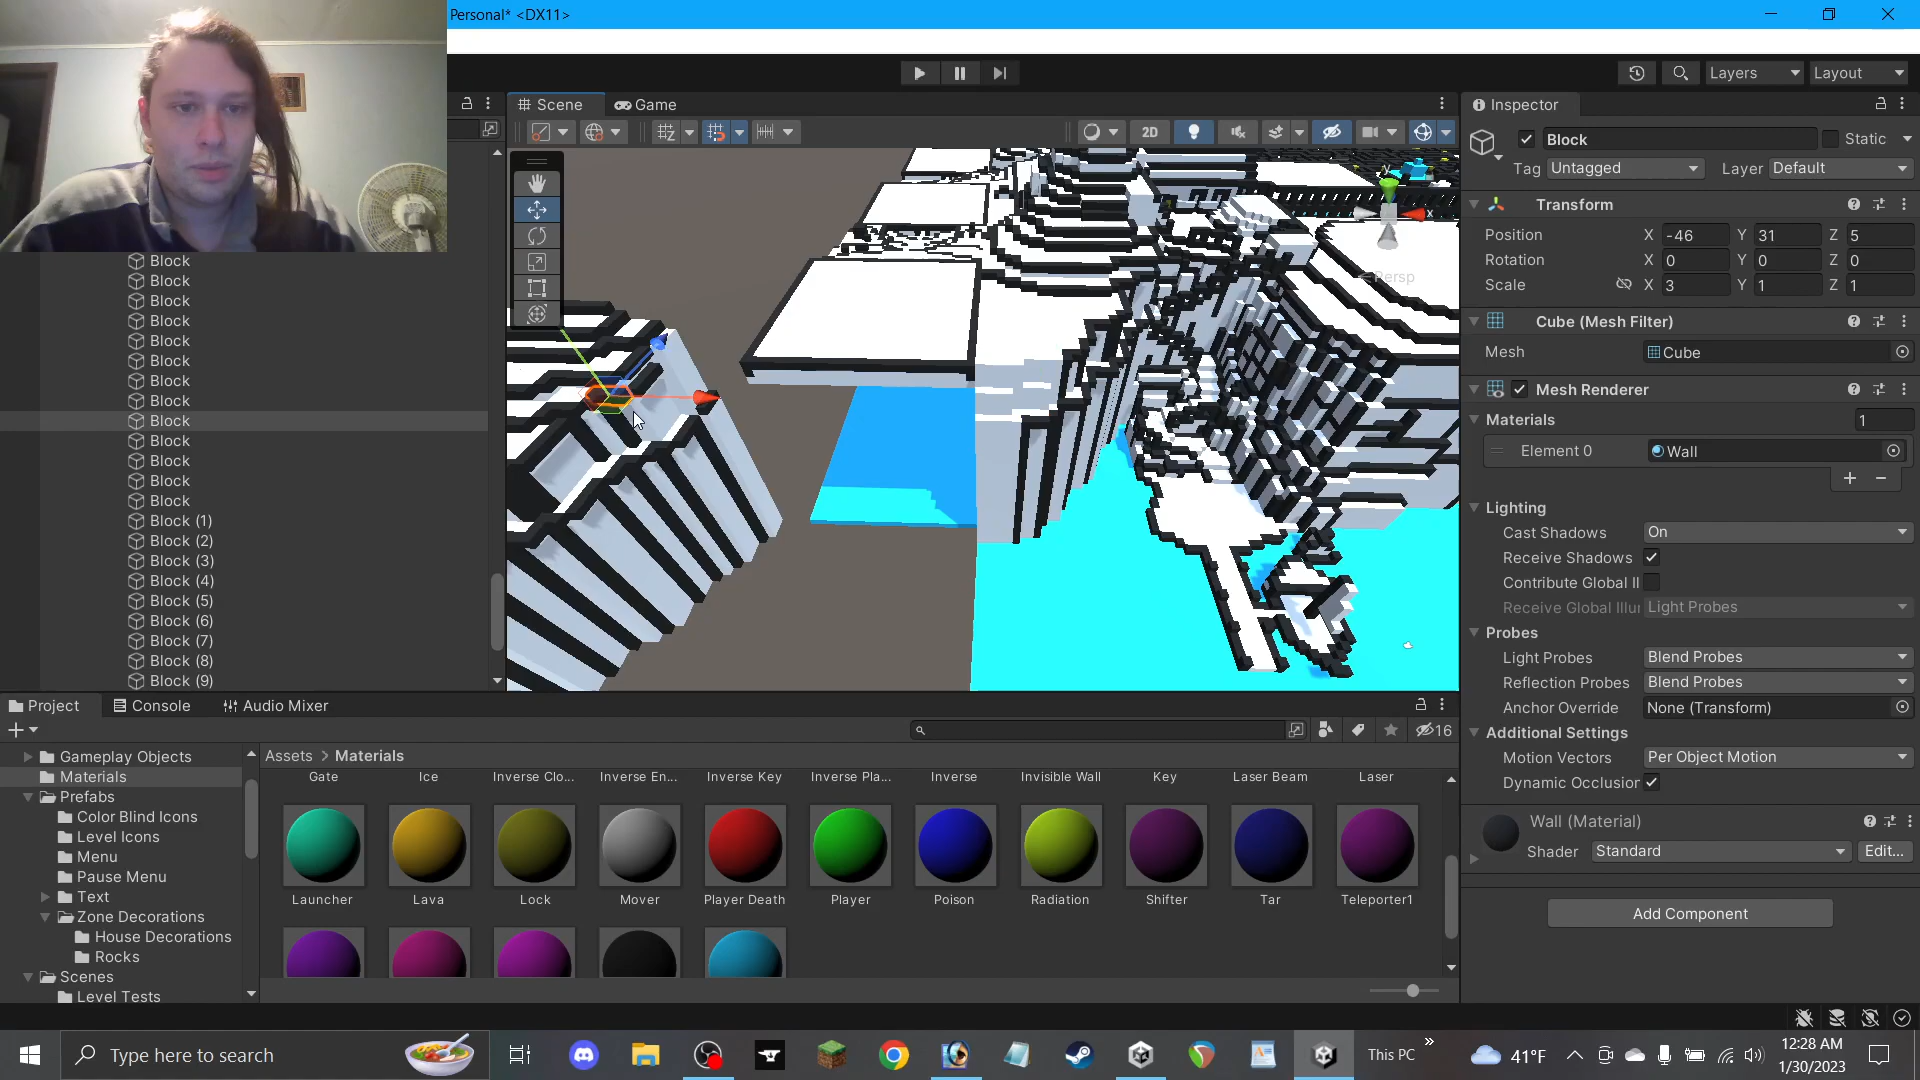 Personal* <DX11>
Layers
Layout
Scene
Game
2D
Persp
Block
Block
Block
Block
Block
Block
Block
Block
Block
Block
Block
Block
Block
Block (1)
Block (2)
Block (3)
Block (4)
Block (5)
Block (6)
Block (7)
Block (8)
Block (9)
Inspector
Block
Static
Tag Untagged Layer Default
Transform
Position X -46 Y 31 Z 5
Rotation X 0 Y 0 Z 0
Scale X 3 Y 1 Z 1
Cube (Mesh Filter)
Mesh Cube
Mesh Renderer
Materials 1
Element 0 Wall
Lighting
Cast Shadows On
Receive Shadows
Contribute Global Il
Receive Global Illur Light Probes
Probes
Light Probes Blend Probes
Reflection Probes Blend Probes
Anchor Override None (Transform)
Additional Settings
Motion Vectors Per Object Motion
Dynamic Occlusion
Wall (Material)
Shader Standard Edit...
Add Component
Project Console Audio Mixer
16
Gameplay Objects
Materials
Prefabs
Color Blind Icons
Level Icons
Menu
Pause Menu
Text
Zone Decorations
House Decorations
Rocks
Scenes
Level Tests
Assets > Materials
Gate Ice Inverse Clo... Inverse En... Inverse Key Inverse Pla... Inverse Invisible Wall Key Laser Beam Laser
Launcher Lava Lock Mover Player Death Player Poison Radiation Shifter Tar Teleporter1
Type here to search
This PC
41°F
12:28 AM
1/30/2023